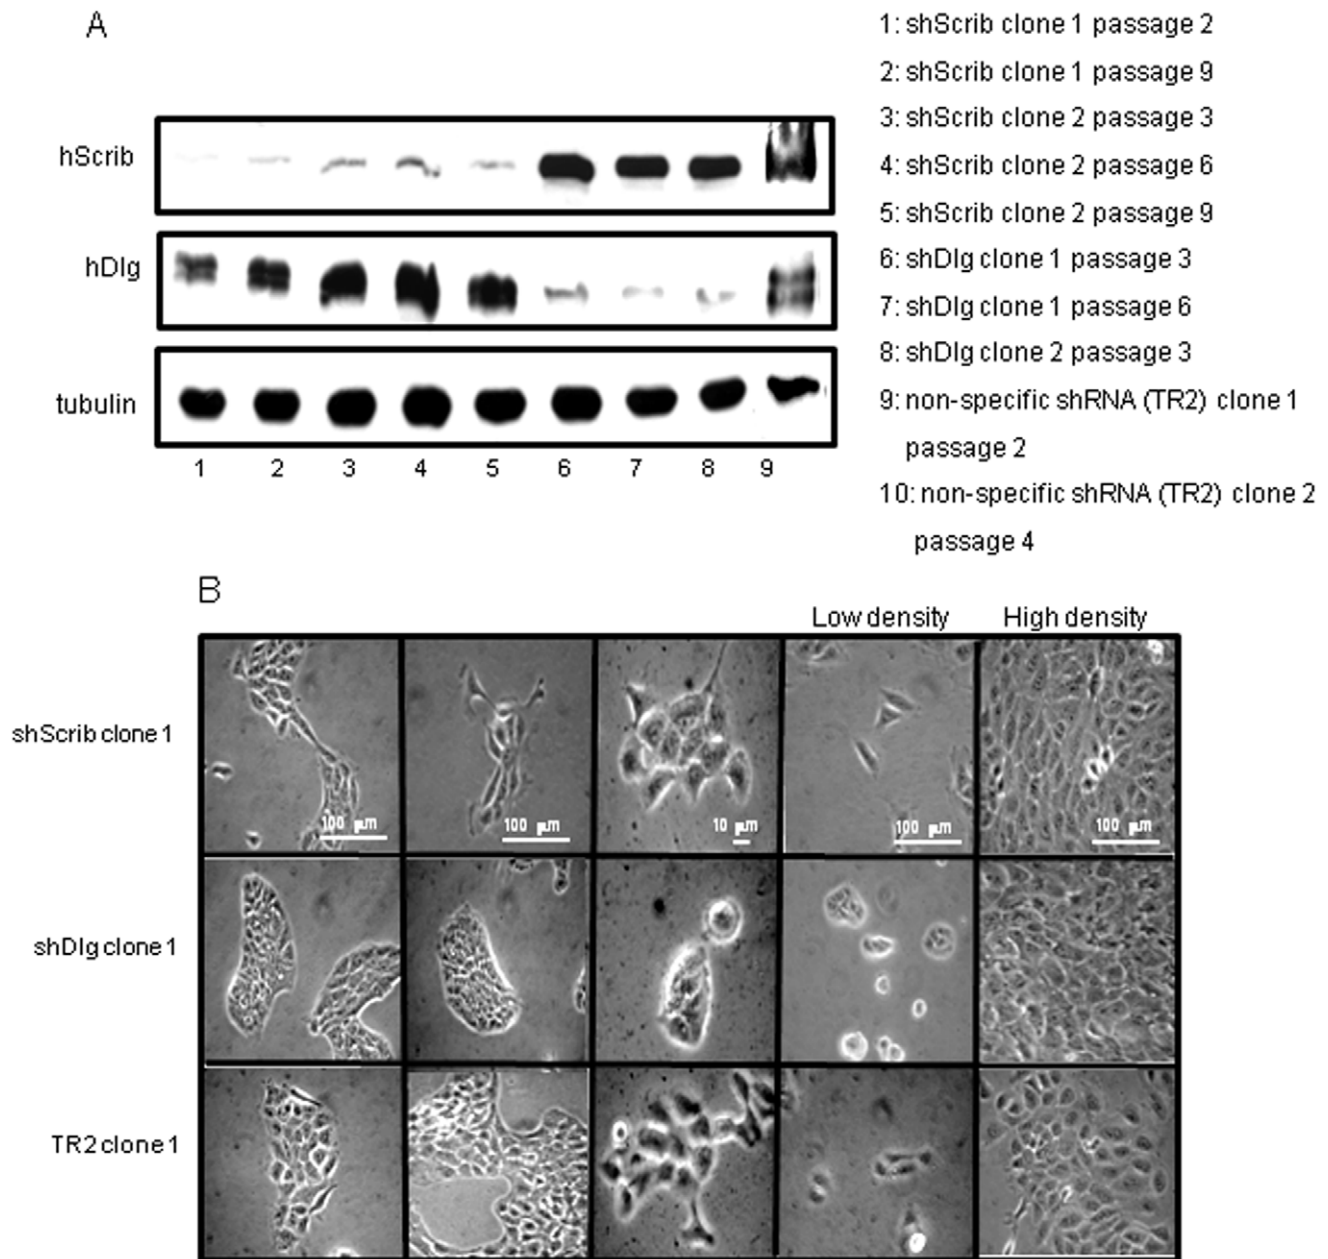 A
1: shScrib clone 1 passage 2
2: shScrib clone 1 passage 9
3: shScrib clone 2 passage 3
4: shScrib clone 2 passage 6
5: shScrib clone 2 passage 9
6: shDlg clone 1 passage 3
7: shDlg clone 1 passage 6
8: shDlg clone 2 passage 3
9: non-specific shRNA (TR2) clone 1
passage 2
10: non-specific shRNA (TR2) clone 2
passage 4
hScrib
hDlg
tubulin
1 2 3 4 5 6 7 8 9
B
Low density High density
shScrib clone 1
100 µm 100 µm 10 µm 100 µm 100 µm
shDlg clone 1
TR2 clone 1